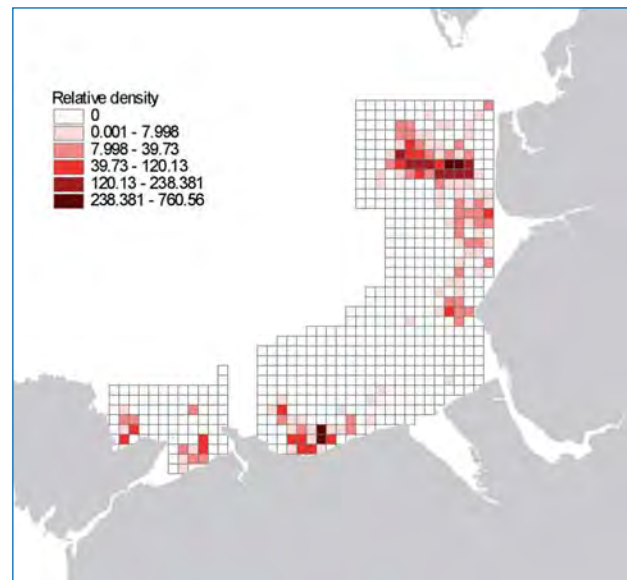 Relative density
0
0.001 - 7.998
7.998 - 39.73
39.73 - 120.13
120.13 - 238.381
238.381 - 760.56